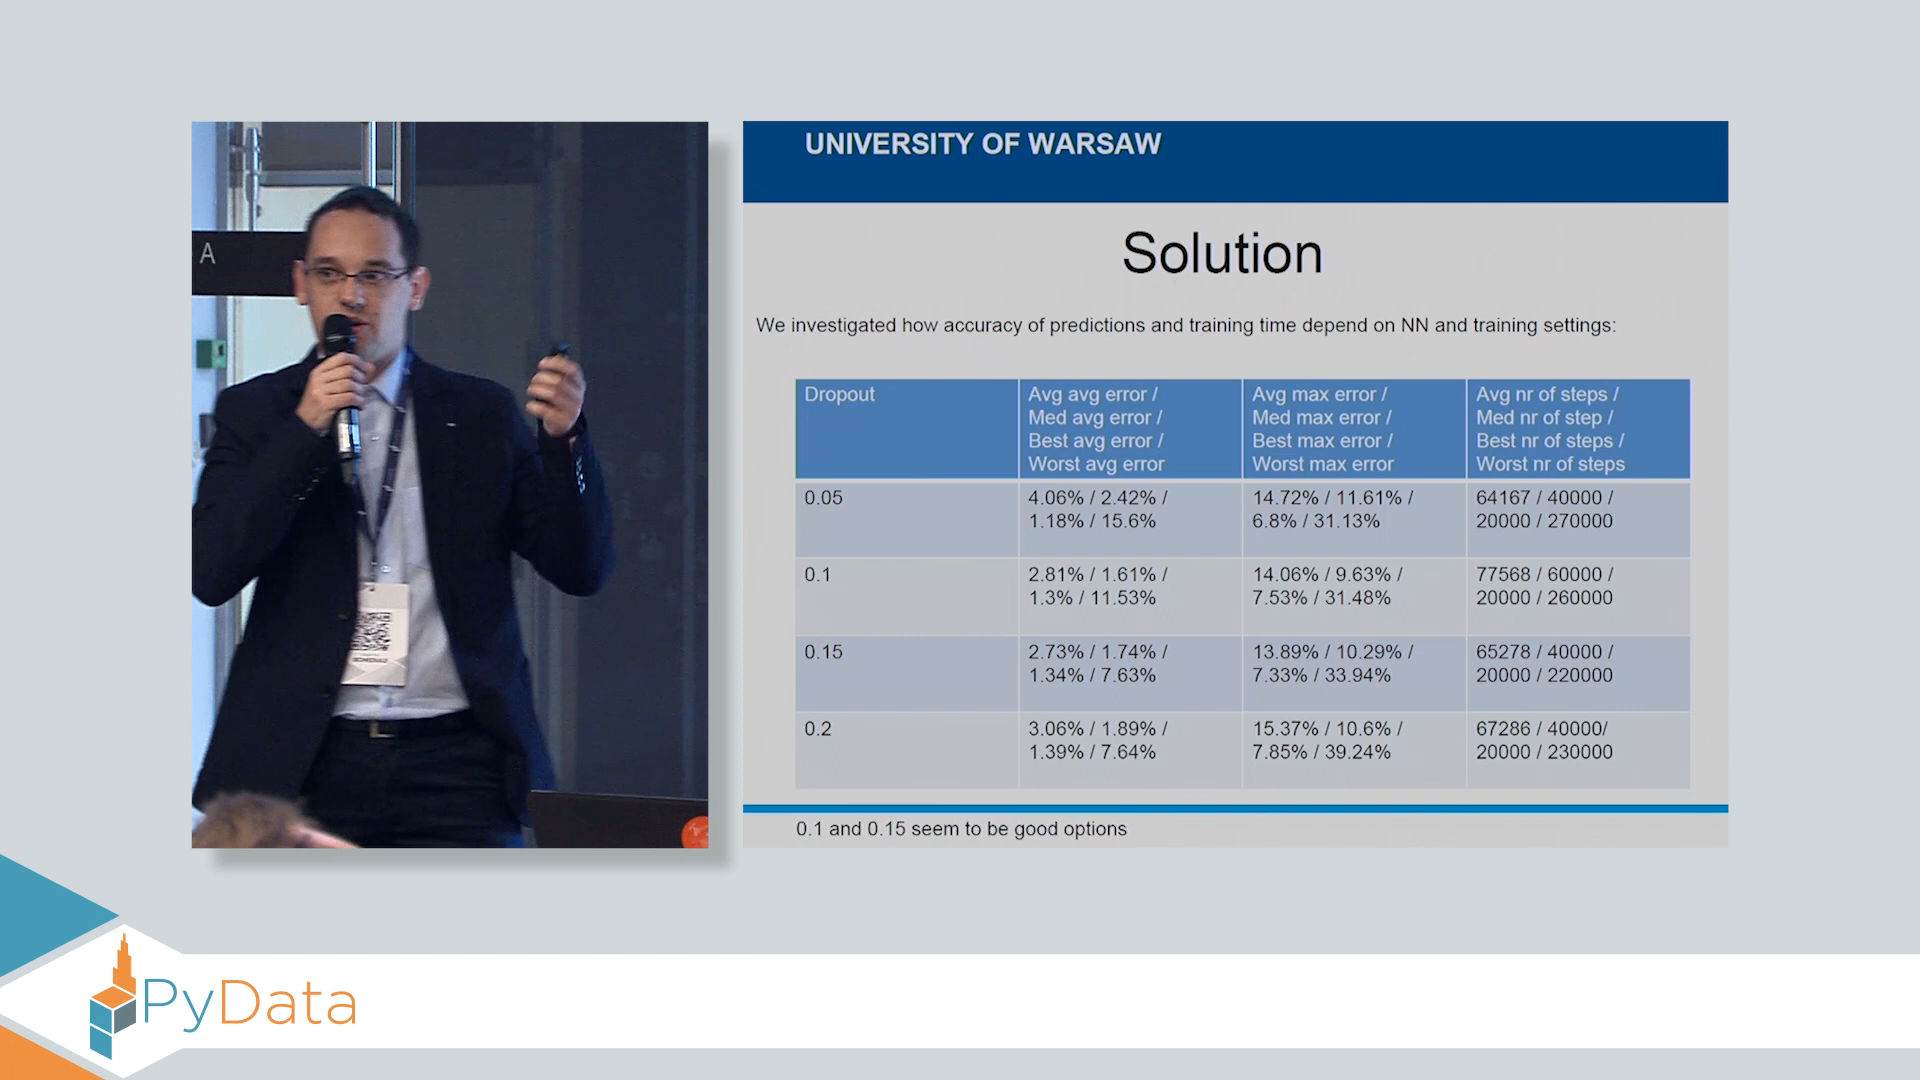 A
UNIVERSITY OF WARSAW
Solution
We investigated how accuracy of predictions and training time depend on NN and training settings:
Dropout
Avg avg error /
Med avg error /
Best avg error /
Worst avg error
Avg max error /
Med max error /
Best max error /
Worst max error
Avg nr of steps /
Med nr of step /
Best nr of steps /
Worst nr of steps
0.05
4.06% / 2.42% /
1.18% / 15.6%
14.72% / 11.61% /
6.8% / 31.13%
64167 / 40000 /
20000 / 270000
0.1
2.81% / 1.61% /
1.3% / 11.53%
14.06% / 9.63% /
7.53% / 31.48%
77568 / 60000 /
20000 / 260000
0.15
2.73% / 1.74% /
1.34% / 7.63%
13.89% / 10.29% /
7.33% / 33.94%
65278 / 40000 /
20000 / 220000
0.2
3.06% / 1.89% /
1.39% / 7.64%
15.37% / 10.6% /
7.85% / 39.24%
67286 / 40000/
20000 / 230000
0.1 and 0.15 seem to be good options
PyData